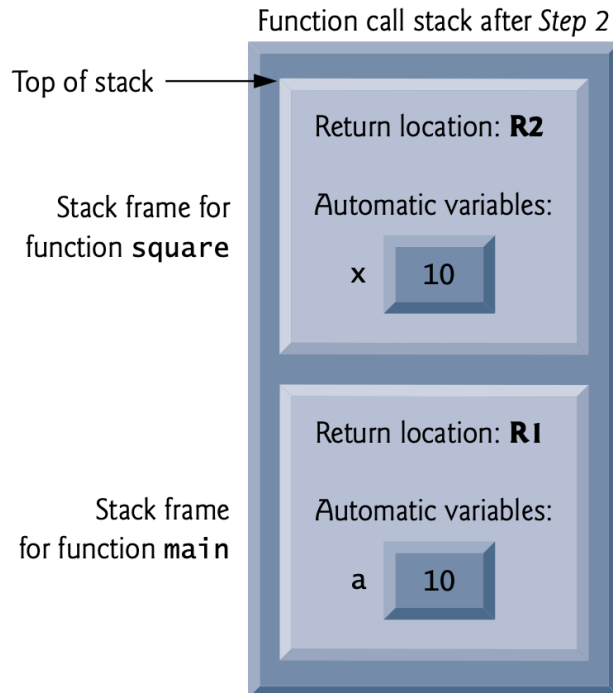 Function call stack after Step 2
Top of stack
Return location: R2
Stack frame for
function square
Automatic variables:
x 10
Return location: R1
Stack frame
for function main
Automatic variables:
a 10